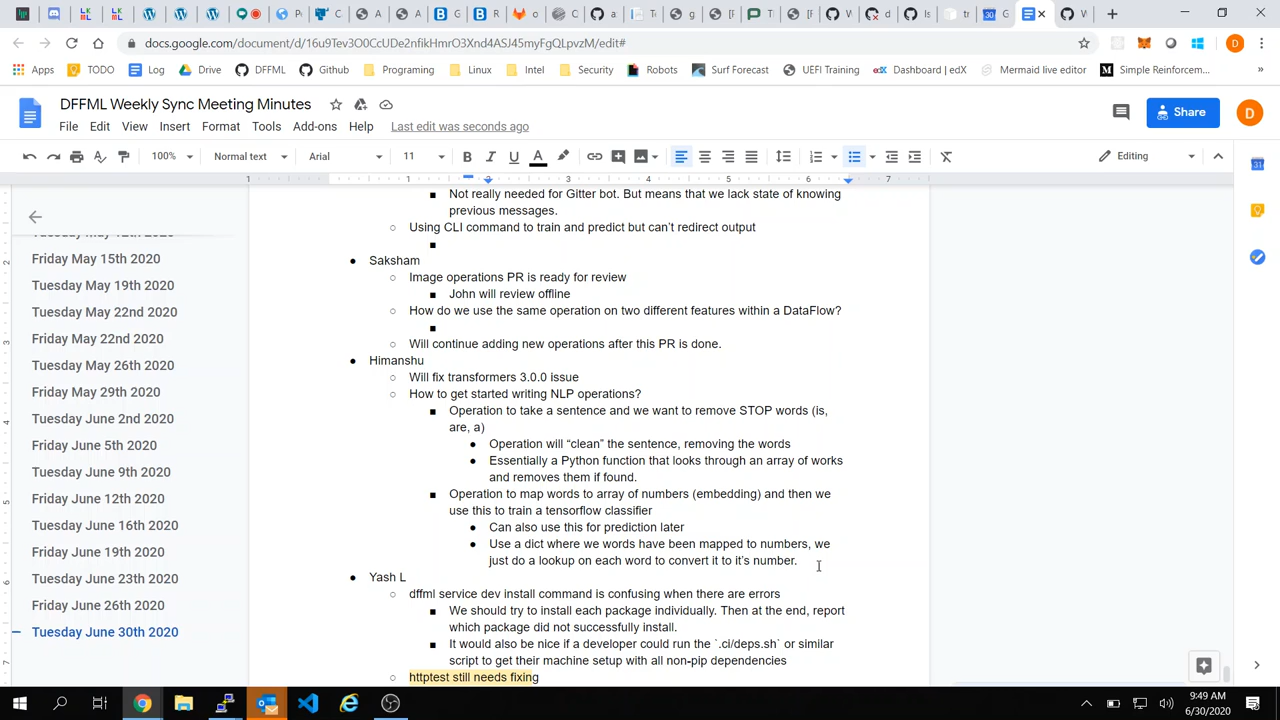 docs.google.com/document/d/16u9Tev3O0CcUDe2nfikHmrO3Xnd4ASJ45myFgQLpvzM/edit#
Apps TODO Log Drive DFFML Github Programing Linux Intel Security Robots Surf Forecast UEFI Training Dashboard | edX Mermaid live editor Simple Reinforcem... »
DFFML Weekly Sync Meeting Minutes
Share
D
File Edit View Insert Format Tools Add-ons Help Last edit was seconds ago
100% Normal text Arial 11 Editing
1 1 2 3 4 5 6 7
Not really needed for Gitter bot. But means that we lack state of knowing
previous messages.
Using CLI command to train and predict but can't redirect output
Saksham
Image operations PR is ready for review
John will review offline
How do we use the same operation on two different features within a DataFlow?
Will continue adding new operations after this PR is done.
Himanshu
Will fix transformers 3.0.0 issue
How to get started writing NLP operations?
Operation to take a sentence and we want to remove STOP words (is,
are, a)
Operation will “clean” the sentence, removing the words
Essentially a Python function that looks through an array of works
and removes them if found.
Operation to map words to array of numbers (embedding) and then we
use this to train a tensorflow classifier
Can also use this for prediction later
Use a dict where we words have been mapped to numbers, we
just do a lookup on each word to convert it to it's number.
Yash L
dffml service dev install command is confusing when there are errors
We should try to install each package individually. Then at the end, report
which package did not successfully install.
It would also be nice if a developer could run the `.ci/deps.sh` or similar
script to get their machine setup with all non-pip dependencies
httptest still needs fixing
Tuesday May 12th 2020
Friday May 15th 2020
Tuesday May 19th 2020
Tuesday May 22nd 2020
Friday May 22nd 2020
Tuesday May 26th 2020
Friday May 29th 2020
Tuesday June 2nd 2020
Friday June 5th 2020
Tuesday June 9th 2020
Friday June 12th 2020
Tuesday June 16th 2020
Friday June 19th 2020
Tuesday June 23th 2020
Friday June 26th 2020
Tuesday June 30th 2020
9:49 AM
6/30/2020